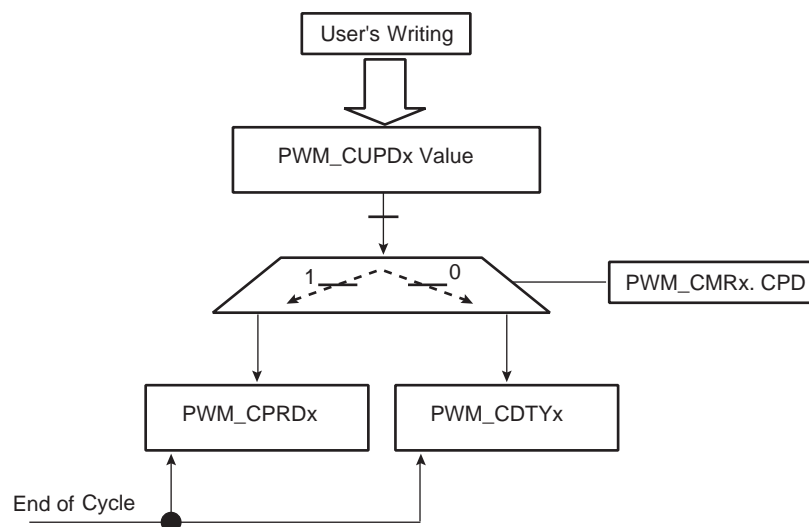 User's Writing
PWM_CUPDx Value
1
0
PWM_CMRx. CPD
PWM_CPRDx
PWM_CDTYx
End of Cycle